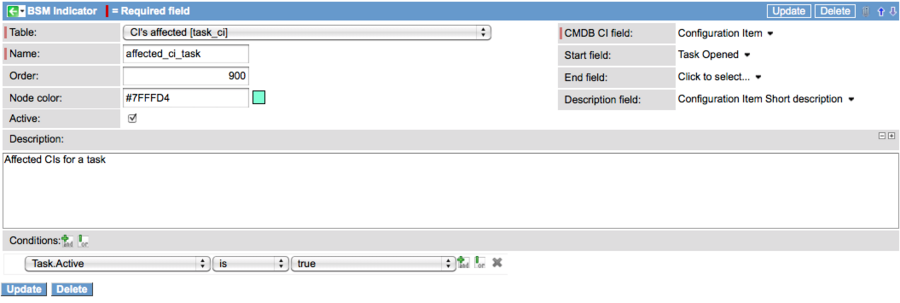 BSM Indicator = Required field Update Delete
Table: CI's affected [task_ci] CMDB CI field: Configuration Item
Name: affected_ci_task Start field: Task Opened
Order: 900 End field: Click to select...
Node color: #7FFFD4 Description field: Configuration Item Short description
Active:
Description:
Affected CIs for a task
Conditions: and or
Task.Active is true and or
Update Delete